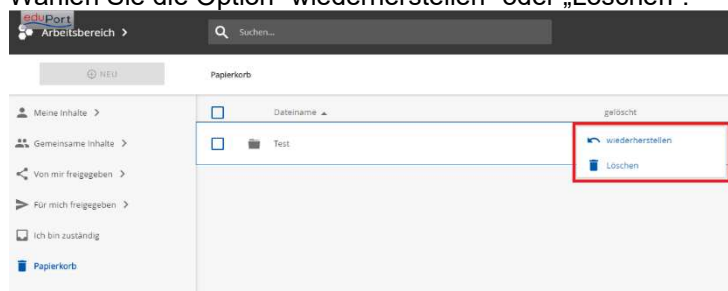 Wählen Sie die Option "wiederherstellen" oder „Löschen".
eduPort
Arbeitsbereich >
Suchen...
NEU
Papierkorb
Meine Inhalte >
Dateiname
gelöscht
Gemeinsame Inhalte >
Test
wiederherstellen
Löschen
Von mir freigegeben >
Für mich freigegeben >
Ich bin zuständig
Papierkorb